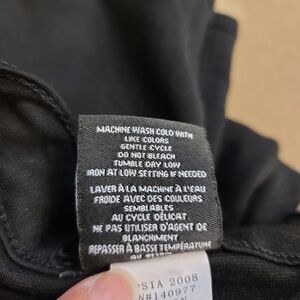 MACHINE WASH COLD WITH
LIKE COLORS
GENTLE CYCLE
DO NOT BLEACH
TUMBLE DRY LOW
IRON AT LOW SETTING IF NEEDED
LAVER À LA MACHINE À L'EAU
FROIDE AVEC DES COULEURS
SEMBLABLES
AU CYCLE DÉLICAT
NE PAS UTILISER D'AGENT DE
BLANCHIMENT
REPASSER À BASSE TEMPÉRATURE
AU
SIA 2008
N#140977